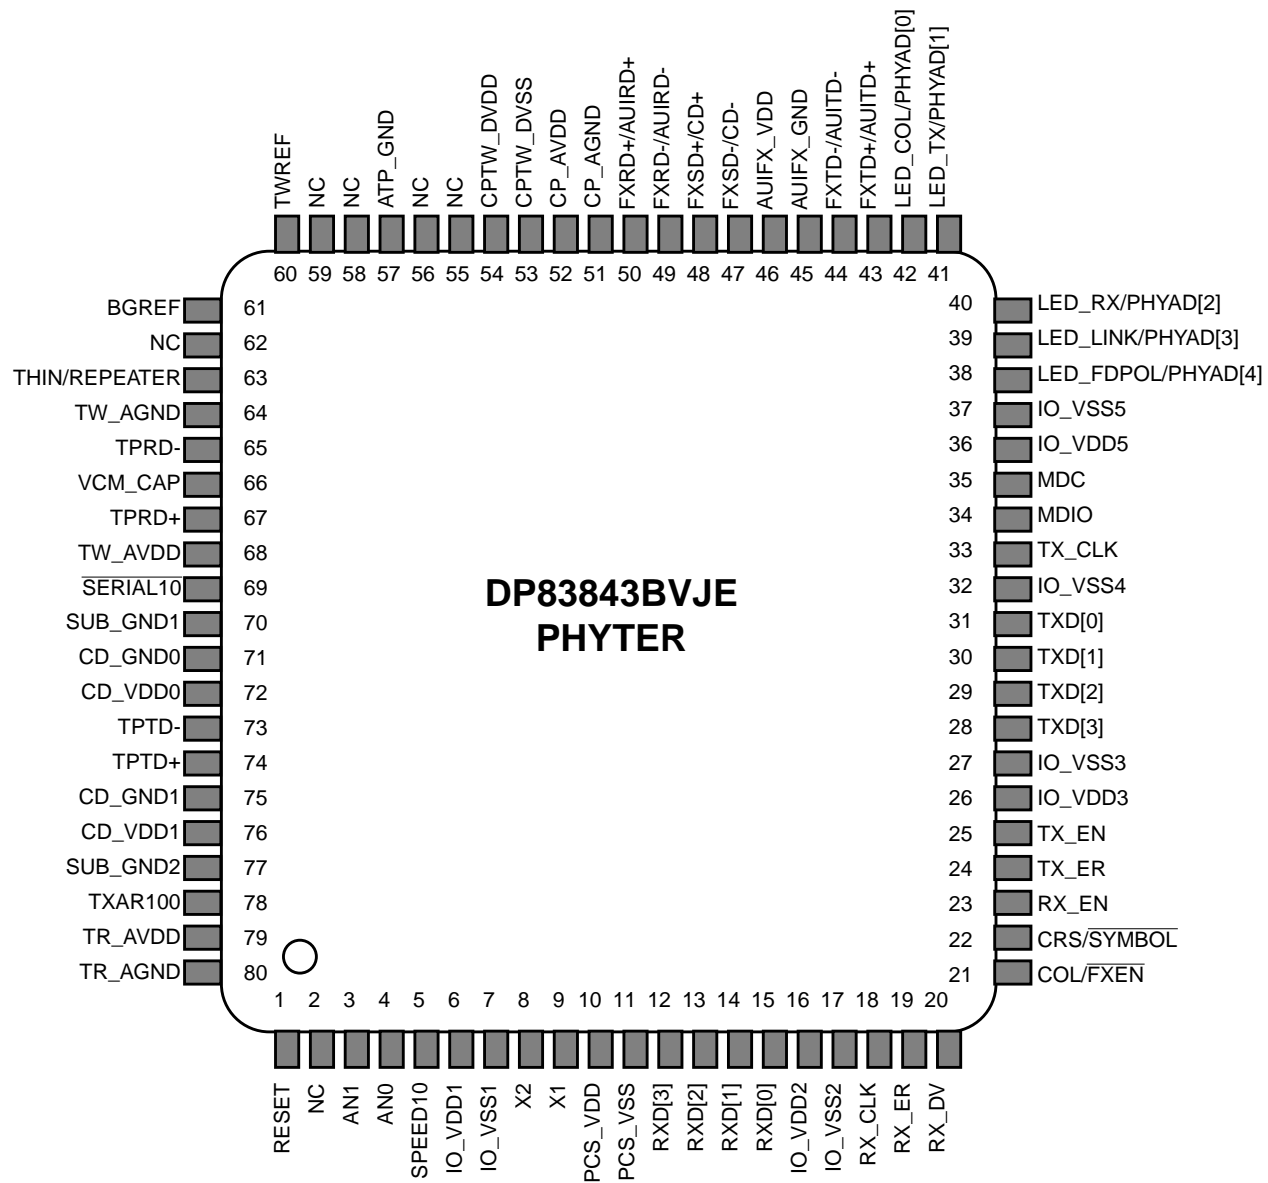 TWREF
NC
NC
ATP_GND
NC
NC
CPTW_DVDD
CPTW_DVSS
CP_AVDD
CP_AGND
FXRD+/AUIRD+
FXRD-/AUIRD-
FXSD+/CD+
FXSD-/CD-
AUIFX_VDD
AUIFX_GND
FXTD-/AUITD-
FXTD+/AUITD+
LED_COL/PHYAD[0]
LED_TX/PHYAD[1]
60 59 58 57 56 55 54 53 52 51 50 49 48 47 46 45 44 43 42 41
BGREF 61
NC 62
THIN/REPEATER 63
TW_AGND 64
TPRD- 65
VCM_CAP 66
TPRD+ 67
TW_AVDD 68
SERIAL10 69
SUB_GND1 70
CD_GND0 71
CD_VDD0 72
TPTD- 73
TPTD+ 74
CD_GND1 75
CD_VDD1 76
SUB_GND2 77
TXAR100 78
TR_AVDD 79
TR_AGND 80
DP83843BVJE
PHYTER
40 LED_RX/PHYAD[2]
39 LED_LINK/PHYAD[3]
38 LED_FDPOL/PHYAD[4]
37 IO_VSS5
36 IO_VDD5
35 MDC
34 MDIO
33 TX_CLK
32 IO_VSS4
31 TXD[0]
30 TXD[1]
29 TXD[2]
28 TXD[3]
27 IO_VSS3
26 IO_VDD3
25 TX_EN
24 TX_ER
23 RX_EN
22 CRS/SYMBOL
21 COL/FXEN
1 2 3 4 5 6 7 8 9 10 11 12 13 14 15 16 17 18 19 20
RESET
NC
AN1
AN0
SPEED10
IO_VDD1
IO_VSS1
X2
X1
PCS_VDD
PCS_VSS
RXD[3]
RXD[2]
RXD[1]
RXD[0]
IO_VDD2
IO_VSS2
RX_CLK
RX_ER
RX_DV